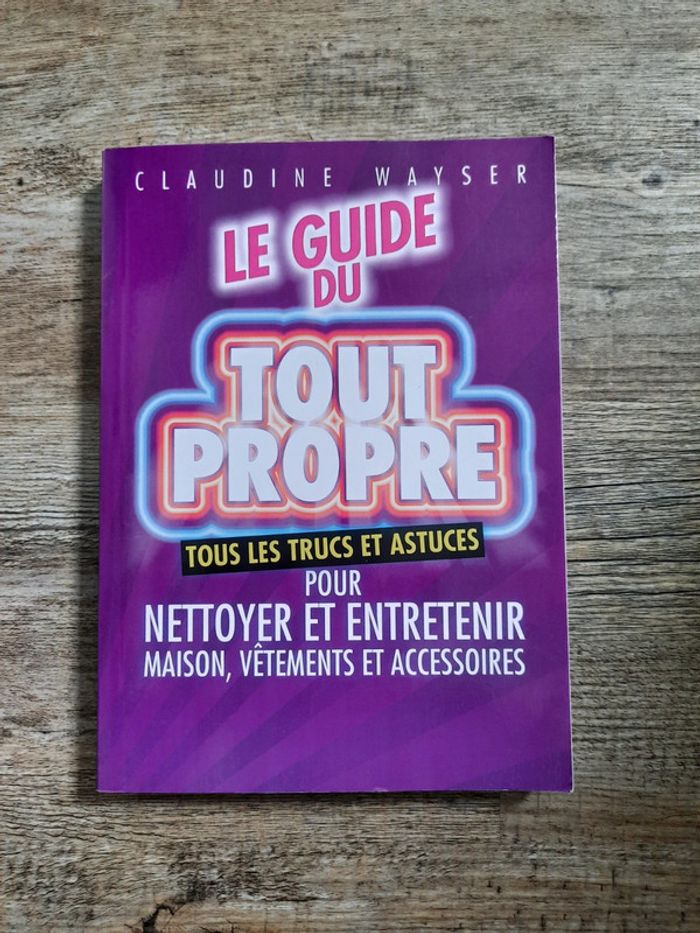 CLAUDINE WAYSER
LE GUIDE
DU
TOUT
PROPRE
TOUS LES TRUCS ET ASTUCES
POUR
NETTOYER ET ENTRETENIR
MAISON, VÊTEMENTS ET ACCESSOIRES